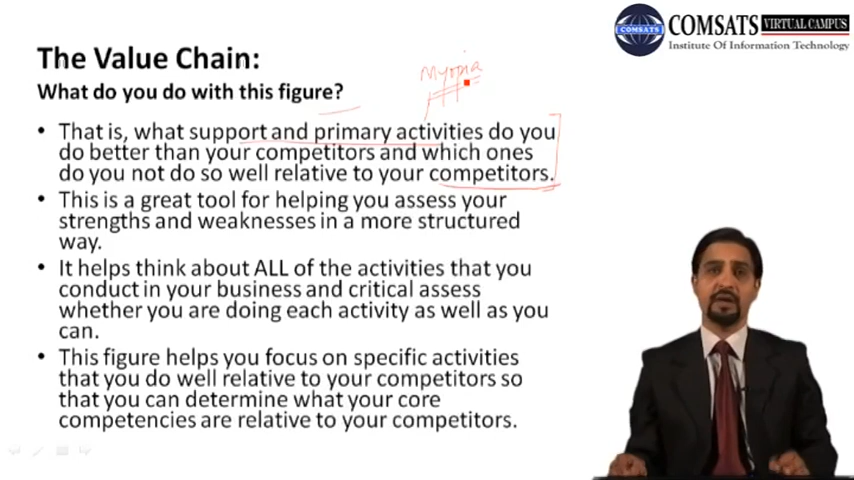 COMSATS VIRTUAL CAMPUS
Institute Of Information Technology
The Value Chain:
What do you do with this figure?
Myopia
• That is, what support and primary activities do you
do better than your competitors and which ones
do you not do so well relative to your competitors.
• This is a great tool for helping you assess your
strengths and weaknesses in a more structured
way.
• It helps think about ALL of the activities that you
conduct in your business and critical assess
whether you are doing each activity as well as you
can.
• This figure helps you focus on specific activities
that you do well relative to your competitors so
that you can determine what your core
competencies are relative to your competitors.